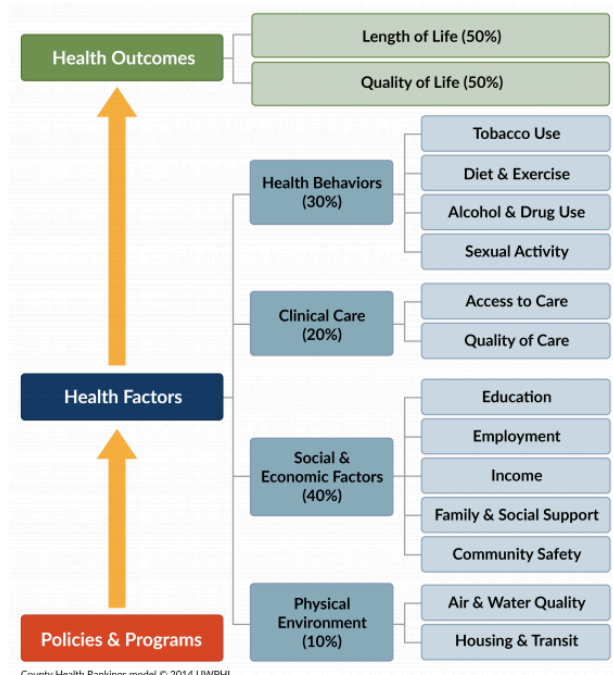 Health Outcomes
Length of Life (50%)
Quality of Life (50%)
Health Behaviors
(30%)
Tobacco Use
Diet & Exercise
Alcohol & Drug Use
Sexual Activity
Clinical Care
(20%)
Access to Care
Quality of Care
Health Factors
Social &
Economic Factors
(40%)
Education
Employment
Income
Family & Social Support
Community Safety
Physical
Environment
(10%)
Air & Water Quality
Housing & Transit
Policies & Programs
County Health Rankings model © 2014 UWPHI